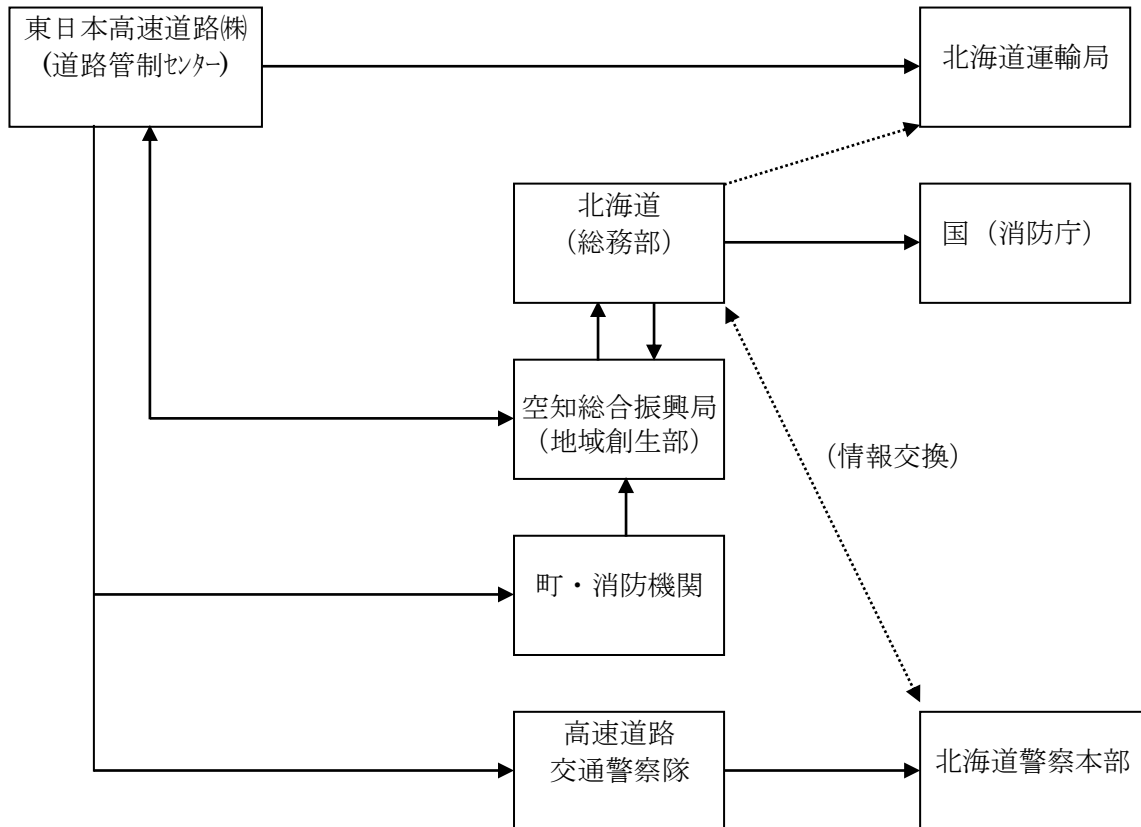 東日本高速道路㈱
(道路管制ｾﾝﾀｰ)
北海道運輸局
北海道
（総務部）
国（消防庁）
空知総合振興局
（地域創生部）
（情報交換）
町・消防機関
高速道路
交通警察隊
北海道警察本部